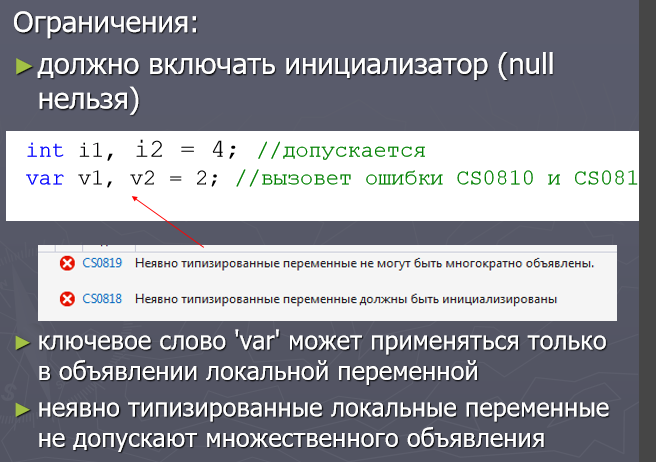 Ограничения:
►должно включать инициализатор (null
нельзя)
int i1, i2 = 4; //допускается
var v1, v2 = 2; //вызовет ошибки CS0810 и CS081
CS0819 Неявно типизированные переменные не могут быть многократно объявлены.
CS0818 Неявно типизированные переменные должны быть инициализированы
► ключевое слово 'var' может применяться только
в объявлении локальной переменной
► неявно типизированные локальные переменные
не допускают множественного объявления